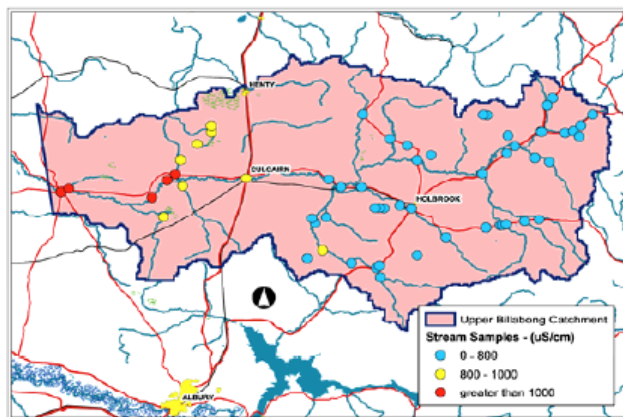 HENTY
CULCAIRN
HOLBROOK
Upper Billabong Catchment
Stream Samples - (uS/cm)
0 - 800
800 - 1000
greater than 1000
ALBURY